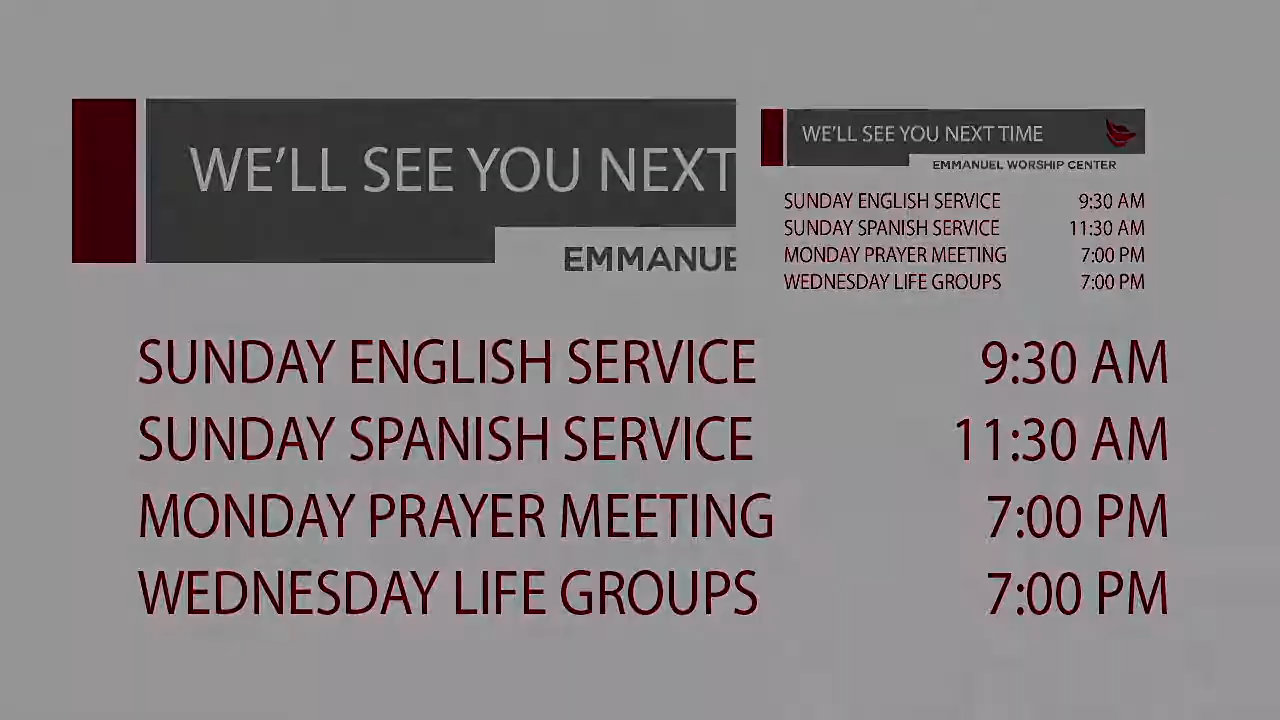 WE'LL SEE YOU NEXT
EMMANUE
WE'LL SEE YOU NEXT TIME
EMMANUEL WORSHIP CENTER
SUNDAY ENGLISH SERVICE 9:30 AM
SUNDAY SPANISH SERVICE 11:30 AM
MONDAY PRAYER MEETING 7:00 PM
WEDNESDAY LIFE GROUPS 7:00 PM
SUNDAY ENGLISH SERVICE 9:30 AM
SUNDAY SPANISH SERVICE 11:30 AM
MONDAY PRAYER MEETING 7:00 PM
WEDNESDAY LIFE GROUPS 7:00 PM